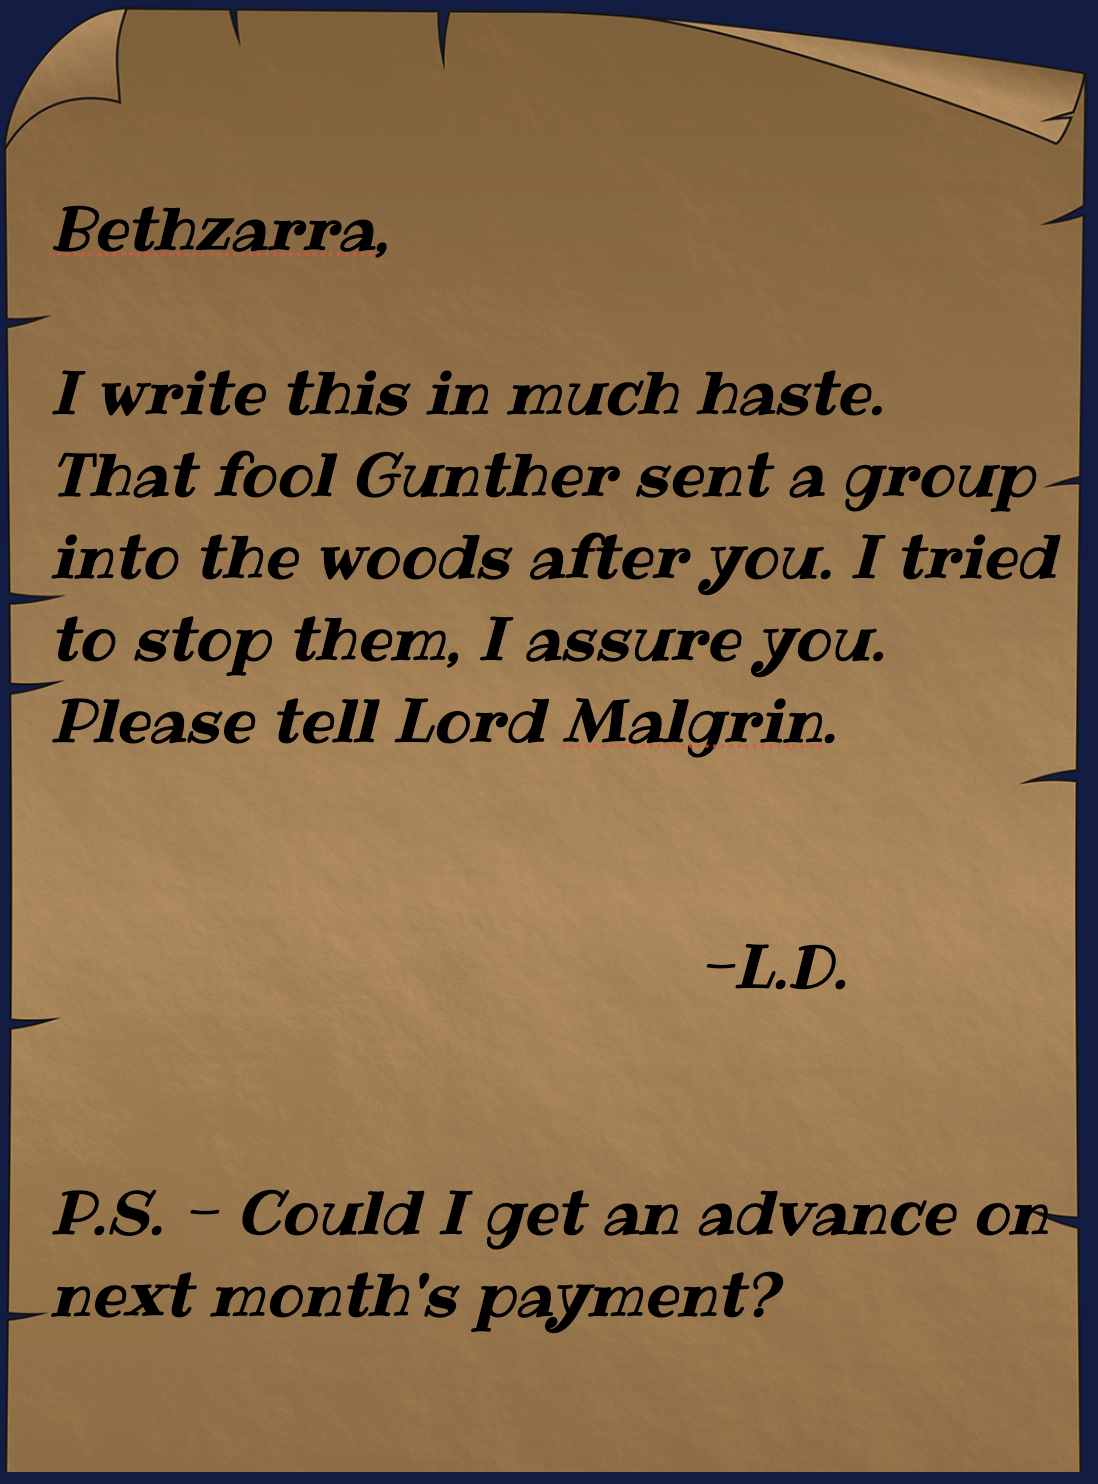 Bethzarra,
I write this in much haste.
That fool Gunther sent a group
into the woods after you. I tried
to stop them, I assure you.
Please tell Lord Malgrin.
-L.D.
P.S. - Could I get an advance on
next month's payment?